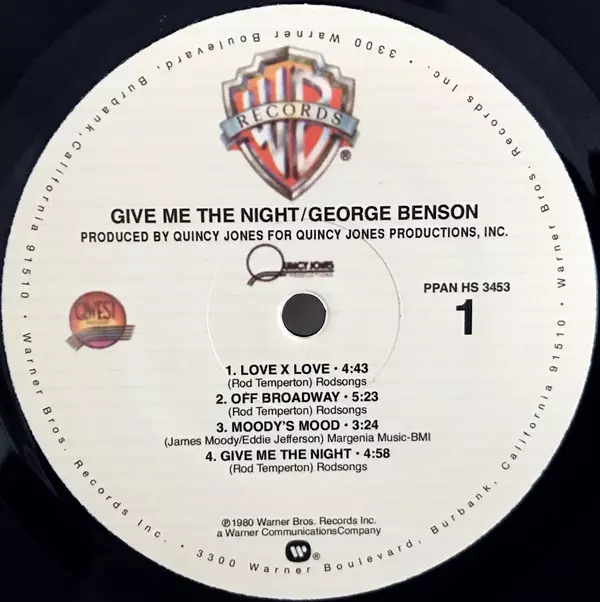 Warner Bros. Records Inc. • 3300 Warner Boulevard, Burbank, California 91510 • Warner Bros. Records Inc. • 3300 Warner Boulevard, Burbank, California 91510 •
WB
RECORDS
®
GIVE ME THE NIGHT/GEORGE BENSON
PRODUCED BY QUINCY JONES FOR QUINCY JONES PRODUCTIONS, INC.
QUINCY JONES
PRODUCTIONS
PPAN HS 3453
QWEST
1
1. LOVE X LOVE • 4:43
(Rod Temperton) Rodsongs
2. OFF BROADWAY • 5:23
(Rod Temperton) Rodsongs
3. MOODY'S MOOD • 3:24
(James Moody/Eddie Jefferson) Margenia Music-BMI
4. GIVE ME THE NIGHT • 4:58
(Rod Temperton) Rodsongs
℗1980 Warner Bros. Records Inc.
a Warner CommunicationsCompany
®